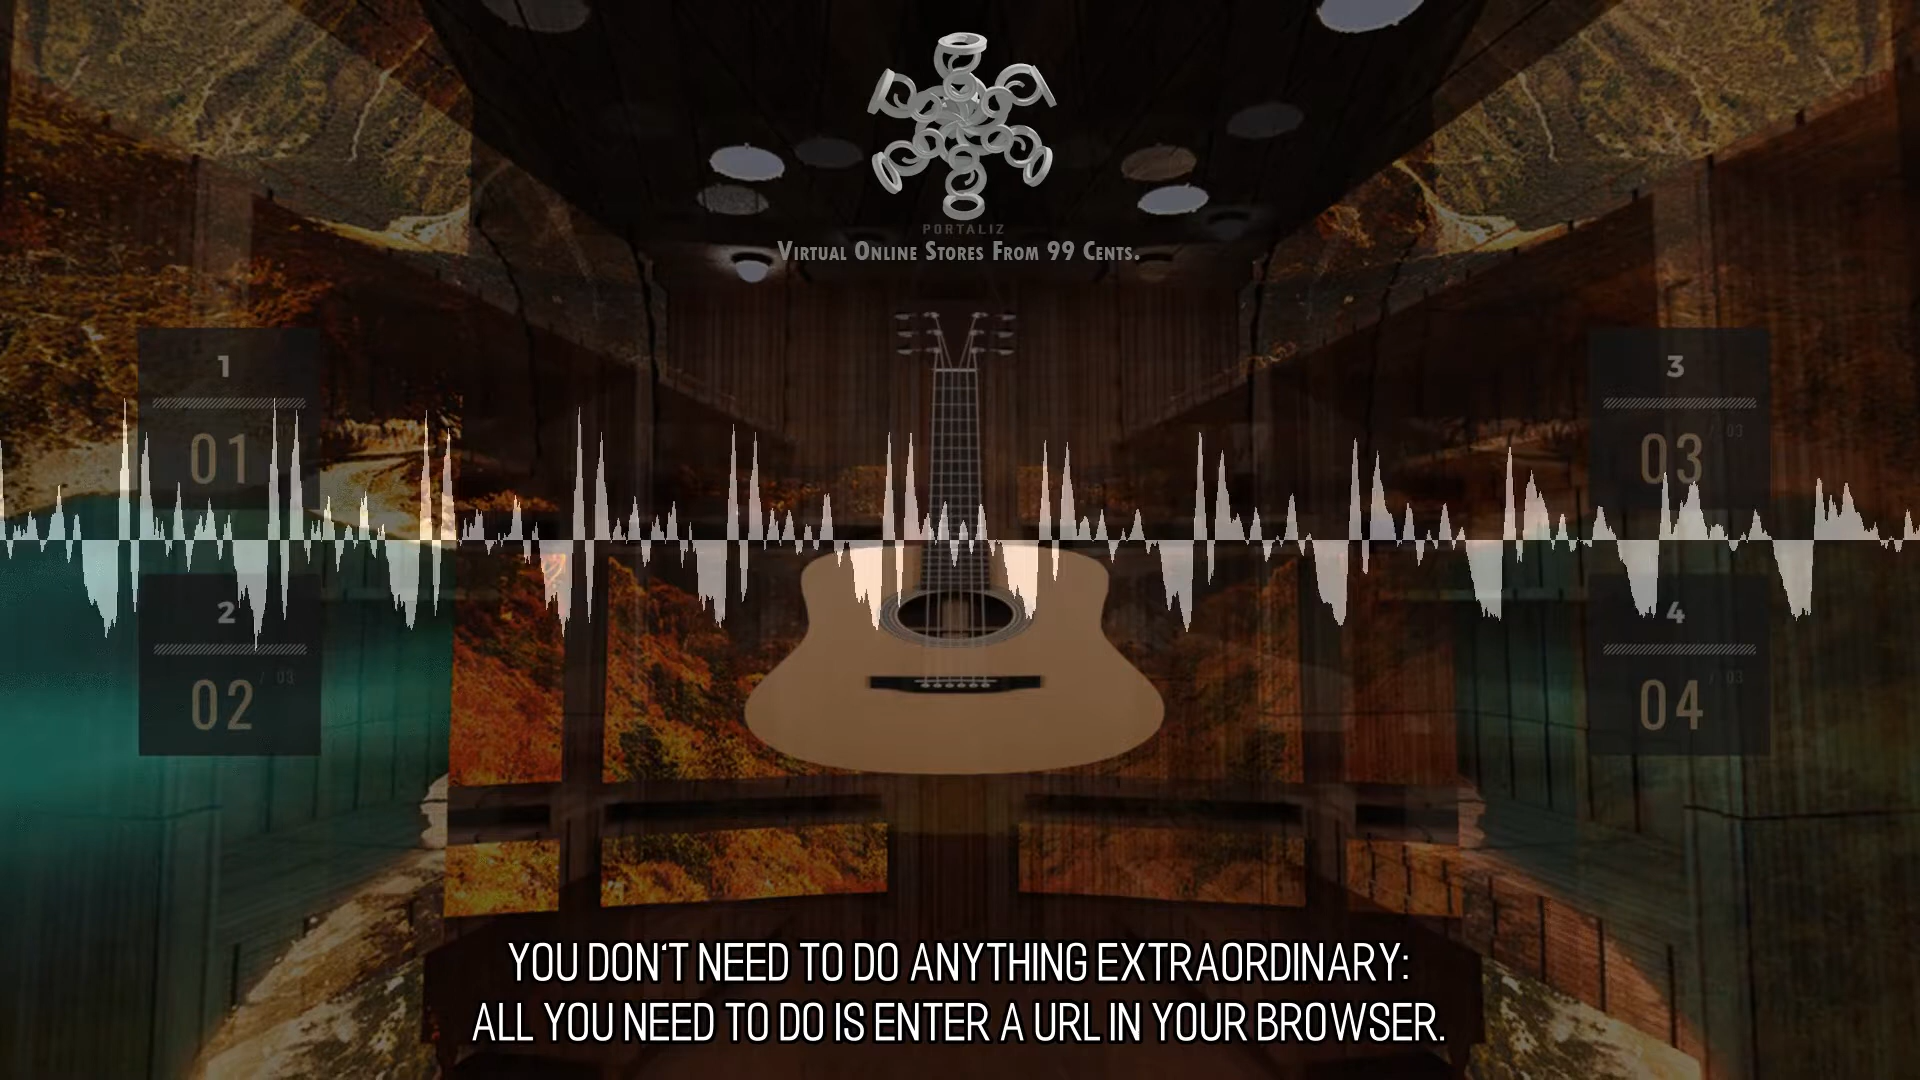 PORTALIZ
VIRTUAL ONLINE STORES FROM 99 CENTS.
1
01
2
/ 03
02
3
/ 03
03
4
/ 03
04
YOU DON'T NEED TO DO ANYTHING EXTRAORDINARY:
ALL YOU NEED TO DO IS ENTER A URL IN YOUR BROWSER.